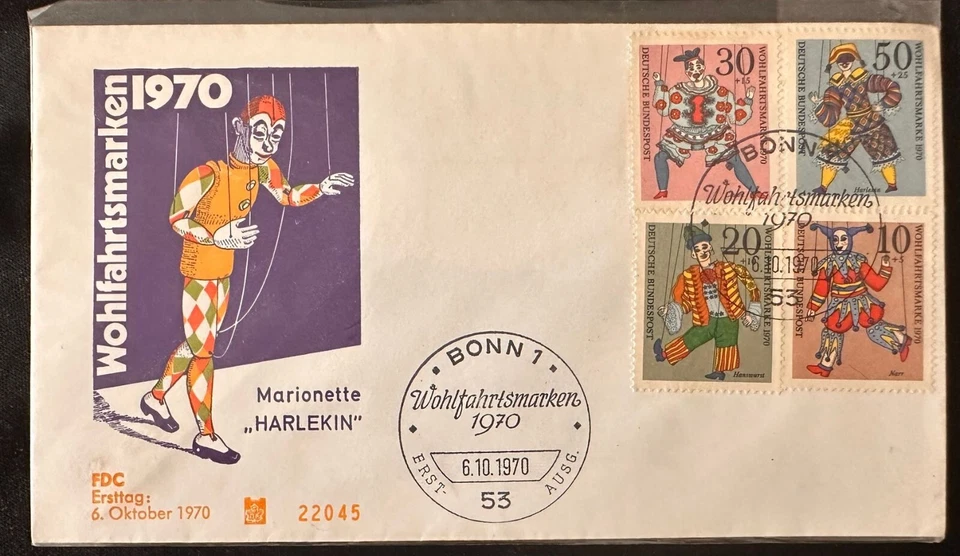 Wohlfahrtsmarken 1970
Marionette
„HARLEKIN"
FDC
Ersttag:
6. Oktober 1970
22045
BONN 1
Wohlfahrtsmarken
1970
ERST-
AUSG.
6.10.1970
53
30
+15
WOHLFAHRTSMARKE 1970
DEUTSCHE BUNDESPOST
50
+25
WOHLFAHRTSMARKE 1970
DEUTSCHE BUNDESPOST
Harlekin
20
WOHLFAHRTSMARKE 1970
DEUTSCHE BUNDESPOST
Hanswurst
10
+5
WOHLFAHRTSMARKE 1970
DEUTSCHE BUNDESPOST
Narr
BONN
Wohlfahrtsmarken
1970
6.10.1970
53